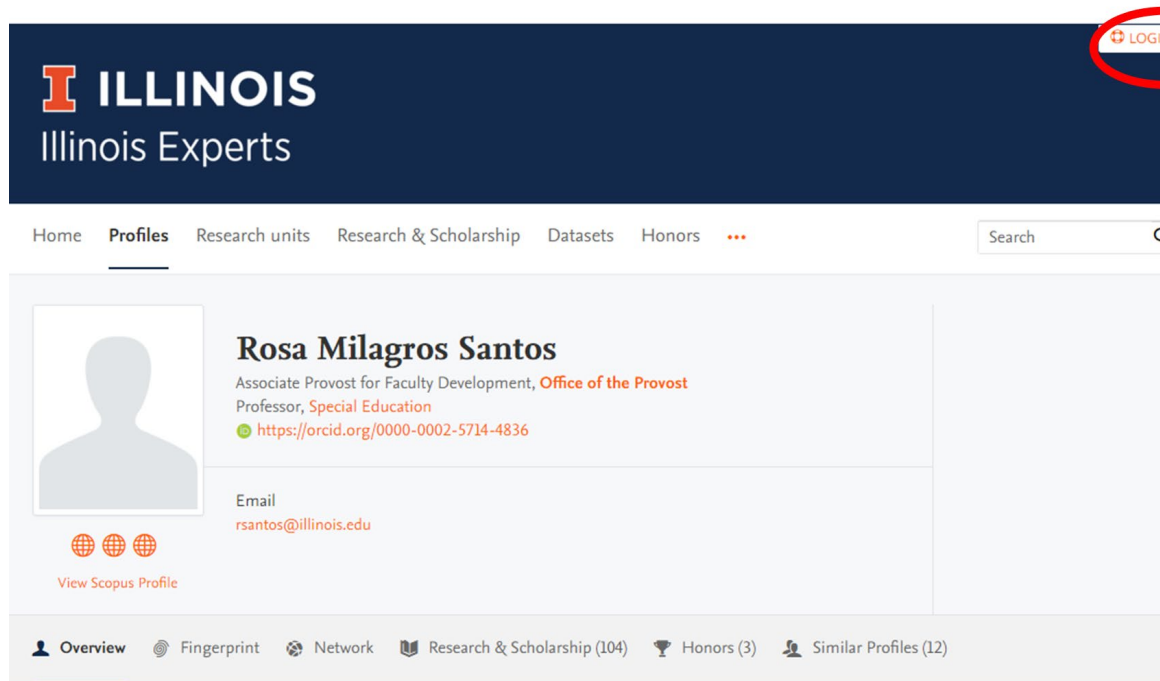 LOGI
I ILLINOIS
Illinois Experts
Home Profiles Research units Research & Scholarship Datasets Honors ...
Search
Rosa Milagros Santos
Associate Provost for Faculty Development, Office of the Provost
Professor, Special Education
iD https://orcid.org/0000-0002-5714-4836
Email
rsantos@illinois.edu
View Scopus Profile
Overview Fingerprint Network Research & Scholarship (104) Honors (3) Similar Profiles (12)